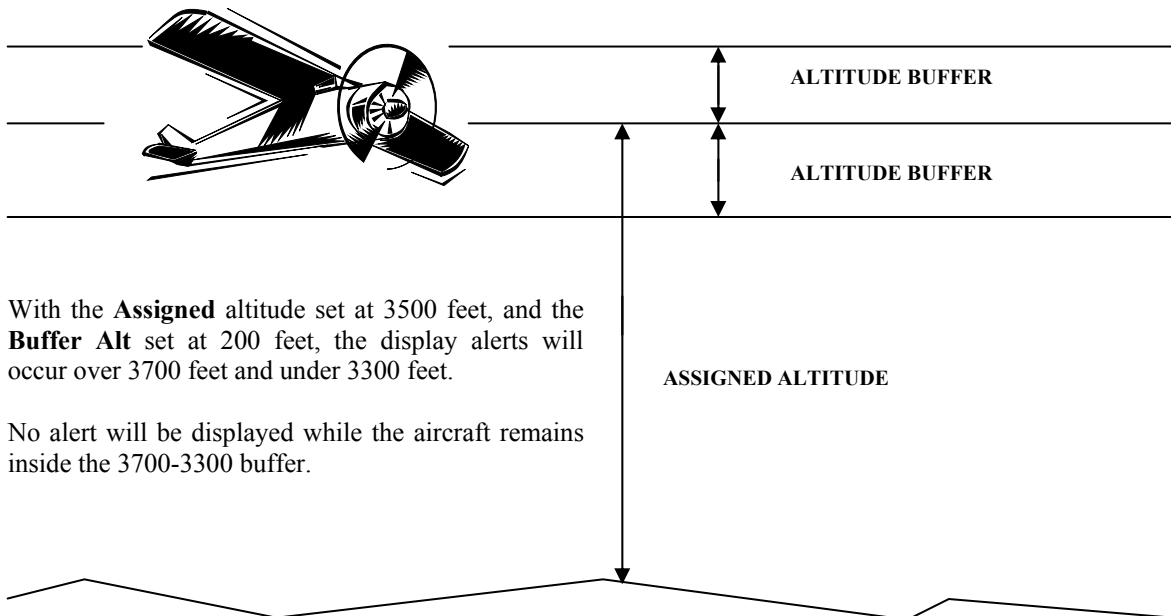 ALTITUDE BUFFER
ALTITUDE BUFFER
With the Assigned altitude set at 3500 feet, and the
Buffer Alt set at 200 feet, the display alerts will
occur over 3700 feet and under 3300 feet.
ASSIGNED ALTITUDE
No alert will be displayed while the aircraft remains
inside the 3700-3300 buffer.